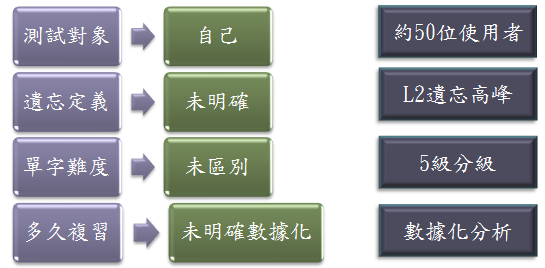 測試對象 自己 約50位使用者
遺忘定義 未明確 L2遺忘高峰
單字難度 未區別 5級分級
多久複習 未明確數據化 數據化分析